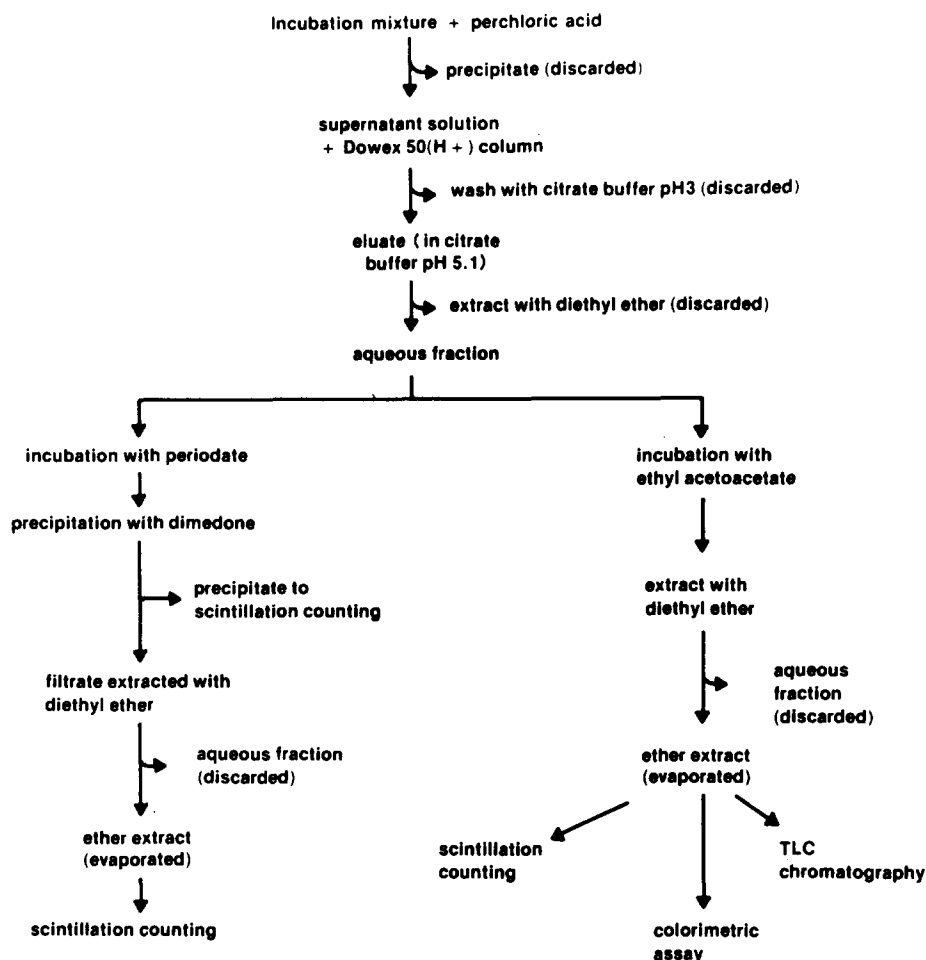 Incubation mixture + perchloric acid
precipitate (discarded)
supernatant solution
+ Dowex 50(H +) column
wash with citrate buffer pH3 (discarded)
eluate (in citrate
buffer pH 5.1)
extract with diethyl ether (discarded)
aqueous fraction
incubation with periodate
precipitation with dimedone
precipitate to
scintillation counting
filtrate extracted with
diethyl ether
aqueous fraction
(discarded)
ether extract
(evaporated)
scintillation counting
incubation with
ethyl acetoacetate
extract with
diethyl ether
aqueous
fraction
(discarded)
ether extract
(evaporated)
scintillation
counting
TLC
chromatography
colorimetric
assay